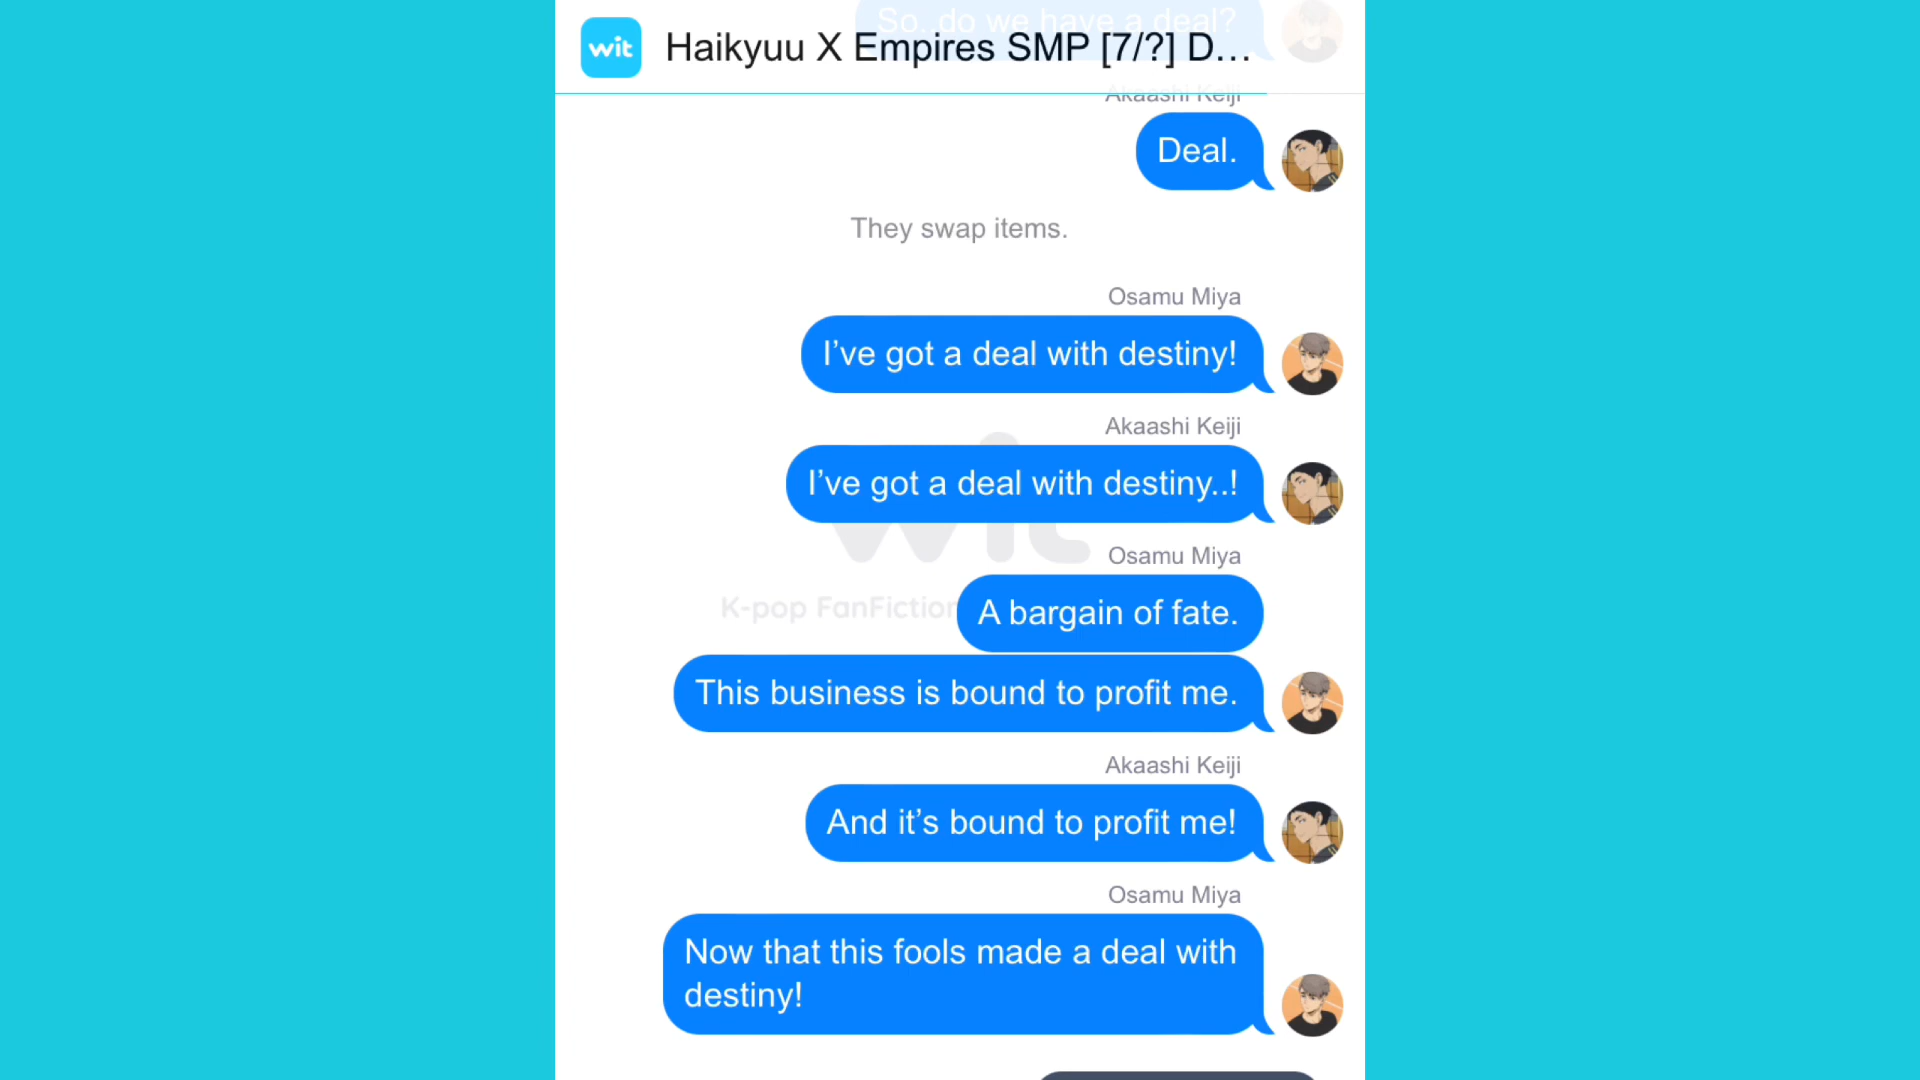 So, do we have a deal?
wit
Haikyuu X Empires SMP [7/?] D...
Akaashi Keiji
Deal.
They swap items.
Osamu Miya
I’ve got a deal with destiny!
Akaashi Keiji
I’ve got a deal with destiny..!
wit
Osamu Miya
K-pop FanFiction
A bargain of fate.
This business is bound to profit me.
Akaashi Keiji
And it’s bound to profit me!
Osamu Miya
Now that this fools made a deal with
destiny!